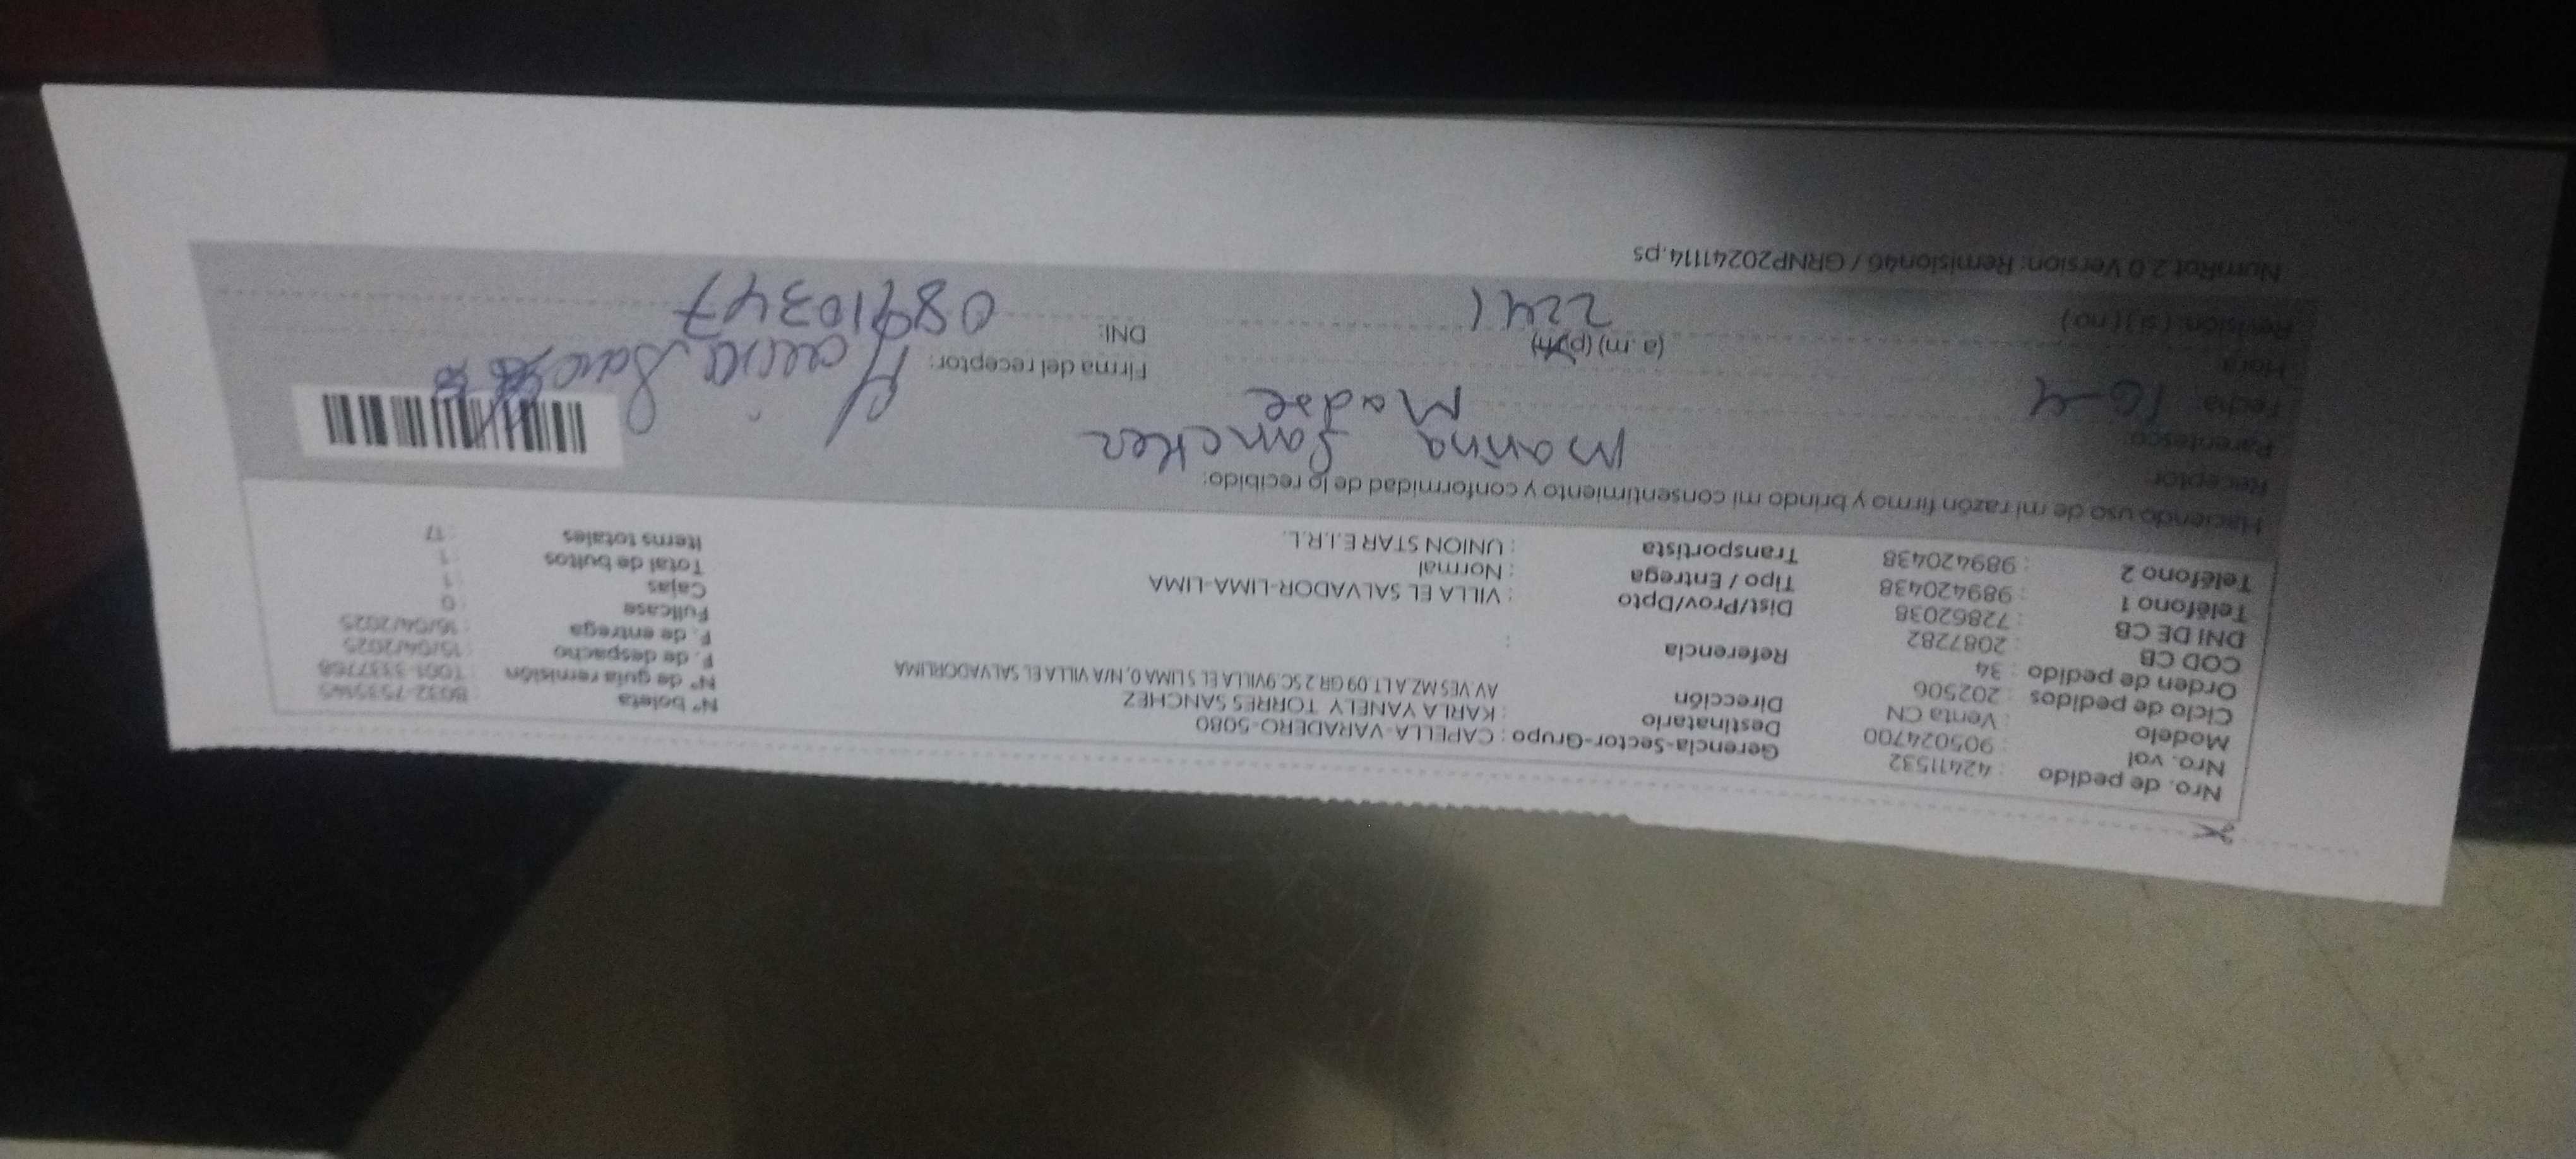 Nro. de pedido : 42411532
Nro. vol : 905024700
Modelo : Venta CN
Ciclo de pedidos : 202506
Orden de pedido : 34
COD CB : 2087282
DNI DE CB : 72862038
Teléfono 1 : 989420438
Teléfono 2 : 989420438
Gerencia-Sector-Grupo : CAPELLA-VARADERO-5080
Destinatario : KARLA YANELY TORRES SANCHEZ
Dirección AV. VES MZ A LT 09 GR 2 SC 9 VILLA EL S LIMA 0, N/A VILLA EL SALVADORLIMA
Referencia :
Dist/Prov/Dpto : VILLA EL SALVADOR-LIMA-LIMA
Tipo / Entrega : Normal
Transportista : UNION STAR E.I.R.L.
N° boleta
N° de guía remisión
F. de despacho : 15/04/2025
F. de entrega : 16/04/2025
Fullcase : 0
Cajas : 1
Total de bultos : 1
Items totales : 17
Haciendo uso de mi razón firmo y brindo mi consentimiento y conformidad de lo recibido:
Receptor: Marina Sanchez
Parentesco: Madre
Fecha: 16-4
Hora: (a.m) (p.m) 2241
Revisión: ( si ) ( no )
Firma del receptor:
DNI: 08910347
NumRot 2.0 Version: Remision46 / GRNP20241114.ps